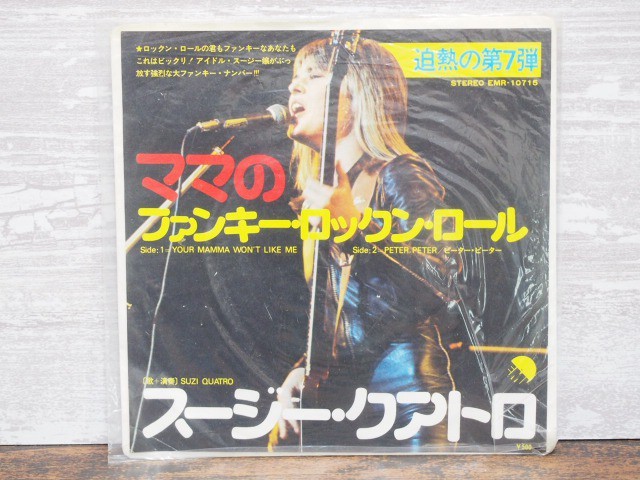 ★ロックン・ロールの君もファンキーなあなたも
これはビックリ！アイドル・スージー嬢がぶっ
放す強烈な大ファンキー・ナンバー!!!
迫熱の第7弾
STEREO EMR-10715
ママの
ファンキー・ロックン・ロール
Side:1=YOUR MAMMA WON'T LIKE ME
Side:2=PETER, PETER ピーター・ピーター
〔歌+演奏〕SUZI QUATRO
スージー・クアトロ